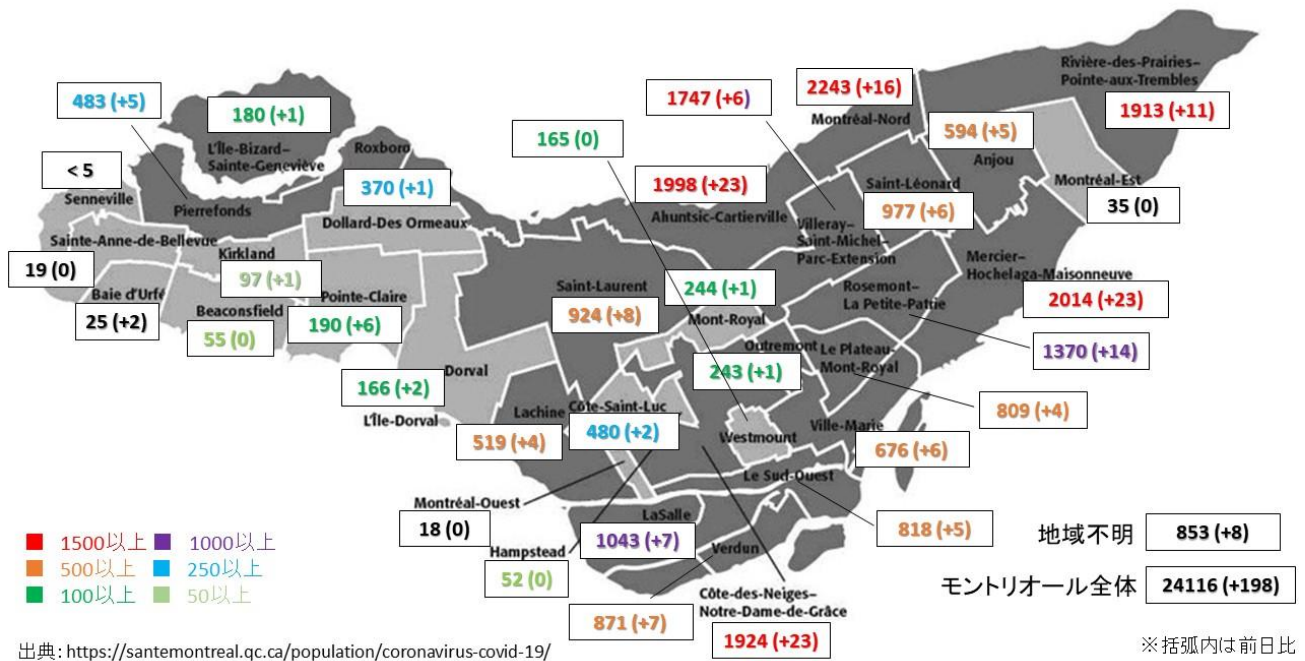 Rivière-des-Prairies–
Pointe-aux-Trembles
1913 (+11)
2243 (+16)
Montréal-Nord
1747 (+6)
483 (+5)
180 (+1)
L'Île-Bizard–
Sainte-Geneviève
165 (0)
594 (+5)
Anjou
Roxboro
370 (+1)
< 5
Senneville
Pierrefonds
1998 (+23)
Ahuntsic-Cartierville
Saint-Léonard
977 (+6)
Montréal-Est
35 (0)
Dollard-Des Ormeaux
Villeray–
Saint-Michel–
Parc-Extension
Sainte-Anne-de-Bellevue
19 (0)
Kirkland
97 (+1)
Mercier–
Hochelaga-Maisonneuve
2014 (+23)
Baie d'Urfé
25 (+2)
Beaconsfield
55 (0)
Pointe-Claire
190 (+6)
Saint-Laurent
924 (+8)
244 (+1)
Mont-Royal
Rosemont–
La Petite-Patrie
1370 (+14)
Outremont
243 (+1)
Le Plateau-
Mont-Royal
809 (+4)
166 (+2)
Dorval
L'Île-Dorval
Lachine
519 (+4)
Côte-Saint-Luc
480 (+2)
Westmount
Ville-Marie
676 (+6)
Le Sud-Ouest
818 (+5)
Montréal-Ouest
18 (0)
Hampstead
52 (0)
LaSalle
1043 (+7)
Verdun
871 (+7)
Côte-des-Neiges–
Notre-Dame-de-Grâce
1924 (+23)
1500以上 1000以上
500以上 250以上
100以上 50以上
地域不明 853 (+8)
モントリオール全体 24116 (+198)
出典: https://santemontreal.qc.ca/population/coronavirus-covid-19/
※括弧内は前日比